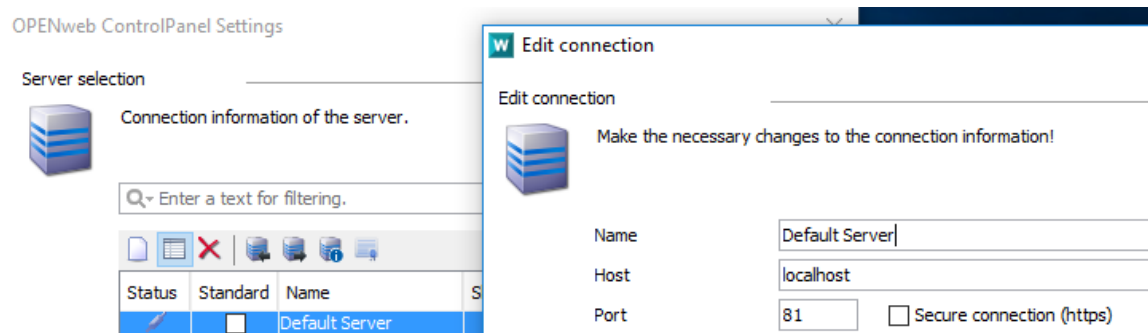 OPENweb ControlPanel Settings
Server selection
Connection information of the server.
Enter a text for filtering.
Status Standard Name S
Default Server
W Edit connection
Edit connection
Make the necessary changes to the connection information!
Name Default Server
Host localhost
Port 81 Secure connection (https)